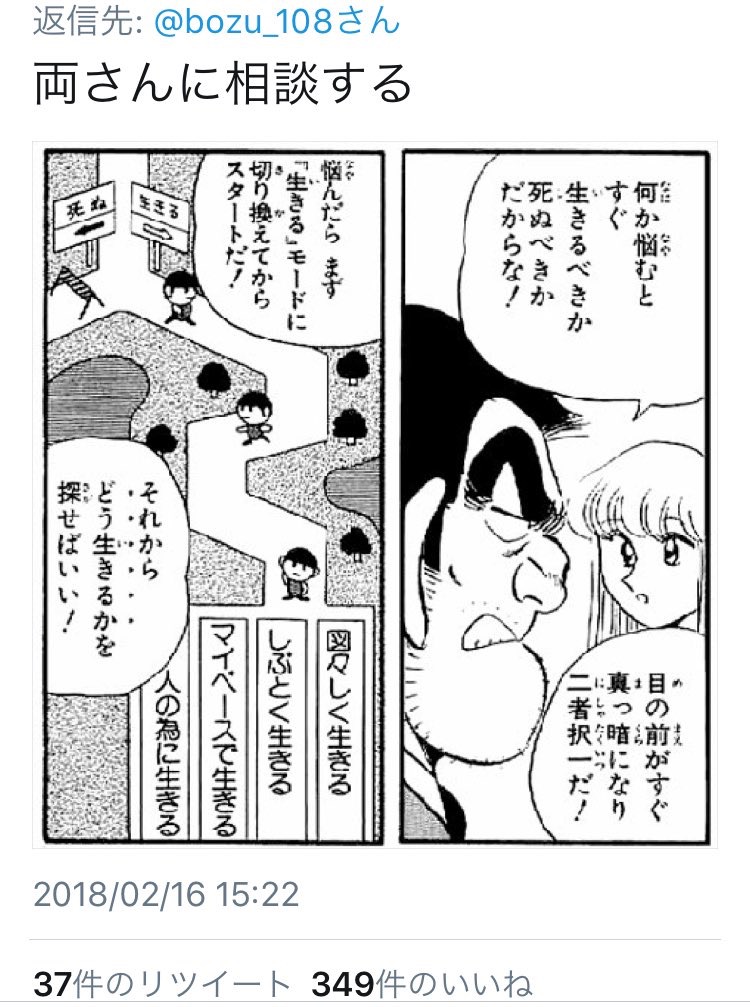 返信先: @bozu_108さん
両さんに相談する
何か悩むと
すぐ
生きるべきか
死ぬべきか
だからな!
目の前がすぐ
真っ暗になり
二者択一だ!
悩んだら まず
『生きる』モードに
切り換えてから
スタートだ!
死ぬ
生きる
それから
どう生きるかを
探せばいい!
図々しく生きる
しぶとく生きる
マイペースで生きる
人の為に生きる
2018/02/16 15:22
37件のリツイート 349件のいいね